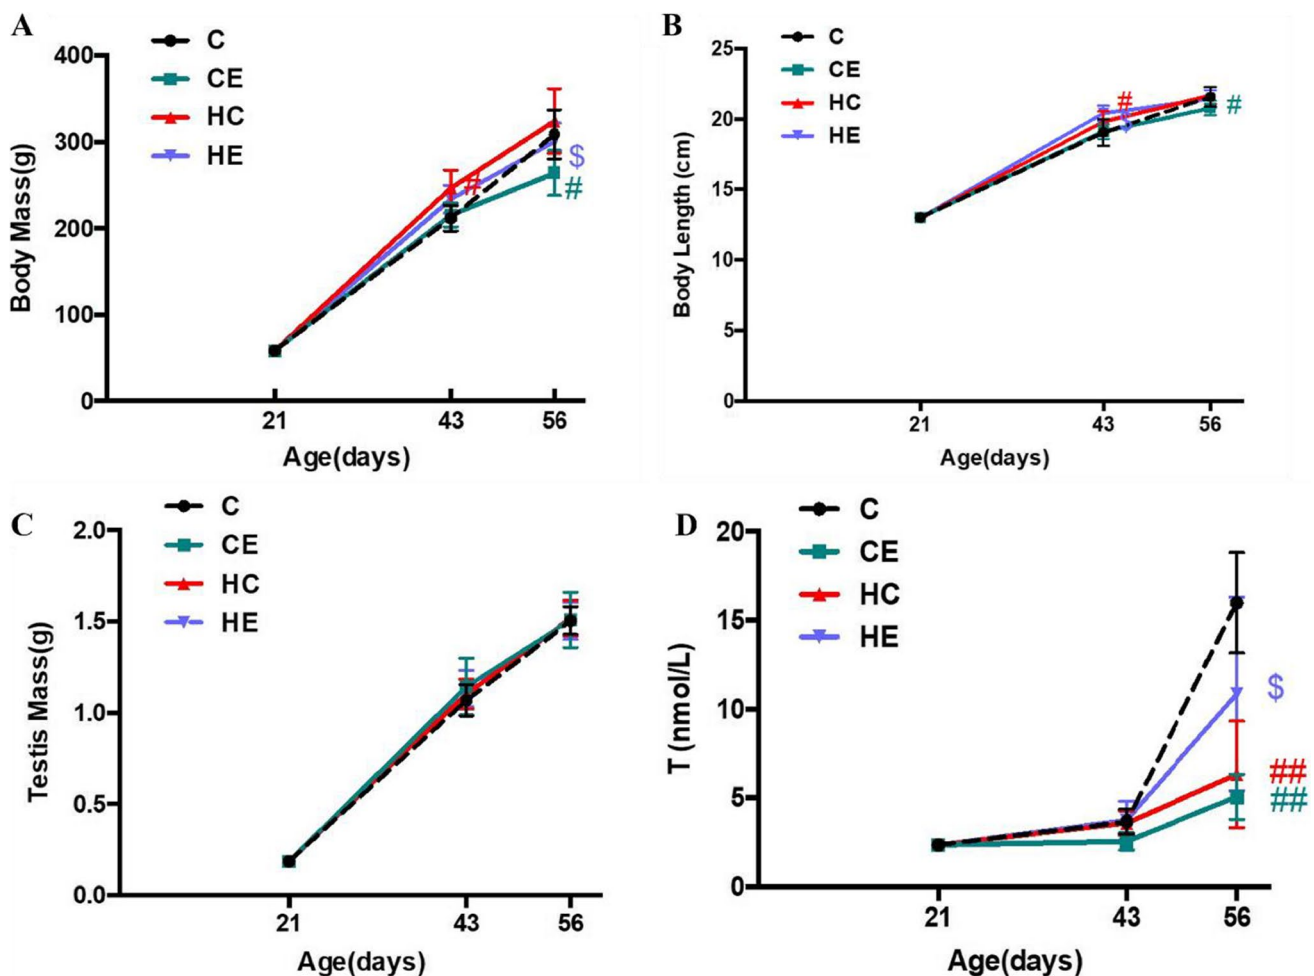 A
C
CE
HC
HE
400
300
200
100
0
Body Mass(g)
#
$
#
21 43 56
Age(days)
B
C
CE
HC
HE
25
20
15
10
5
0
Body Length (cm)
#
$
#
21 43 56
Age(days)
C
C
CE
HC
HE
2.0
1.5
1.0
0.5
0.0
Testis Mass(g)
21 43 56
Age(days)
D
C
CE
HC
HE
20
15
10
5
0
T (nmol/L)
$
##
##
21 43 56
Age(days)